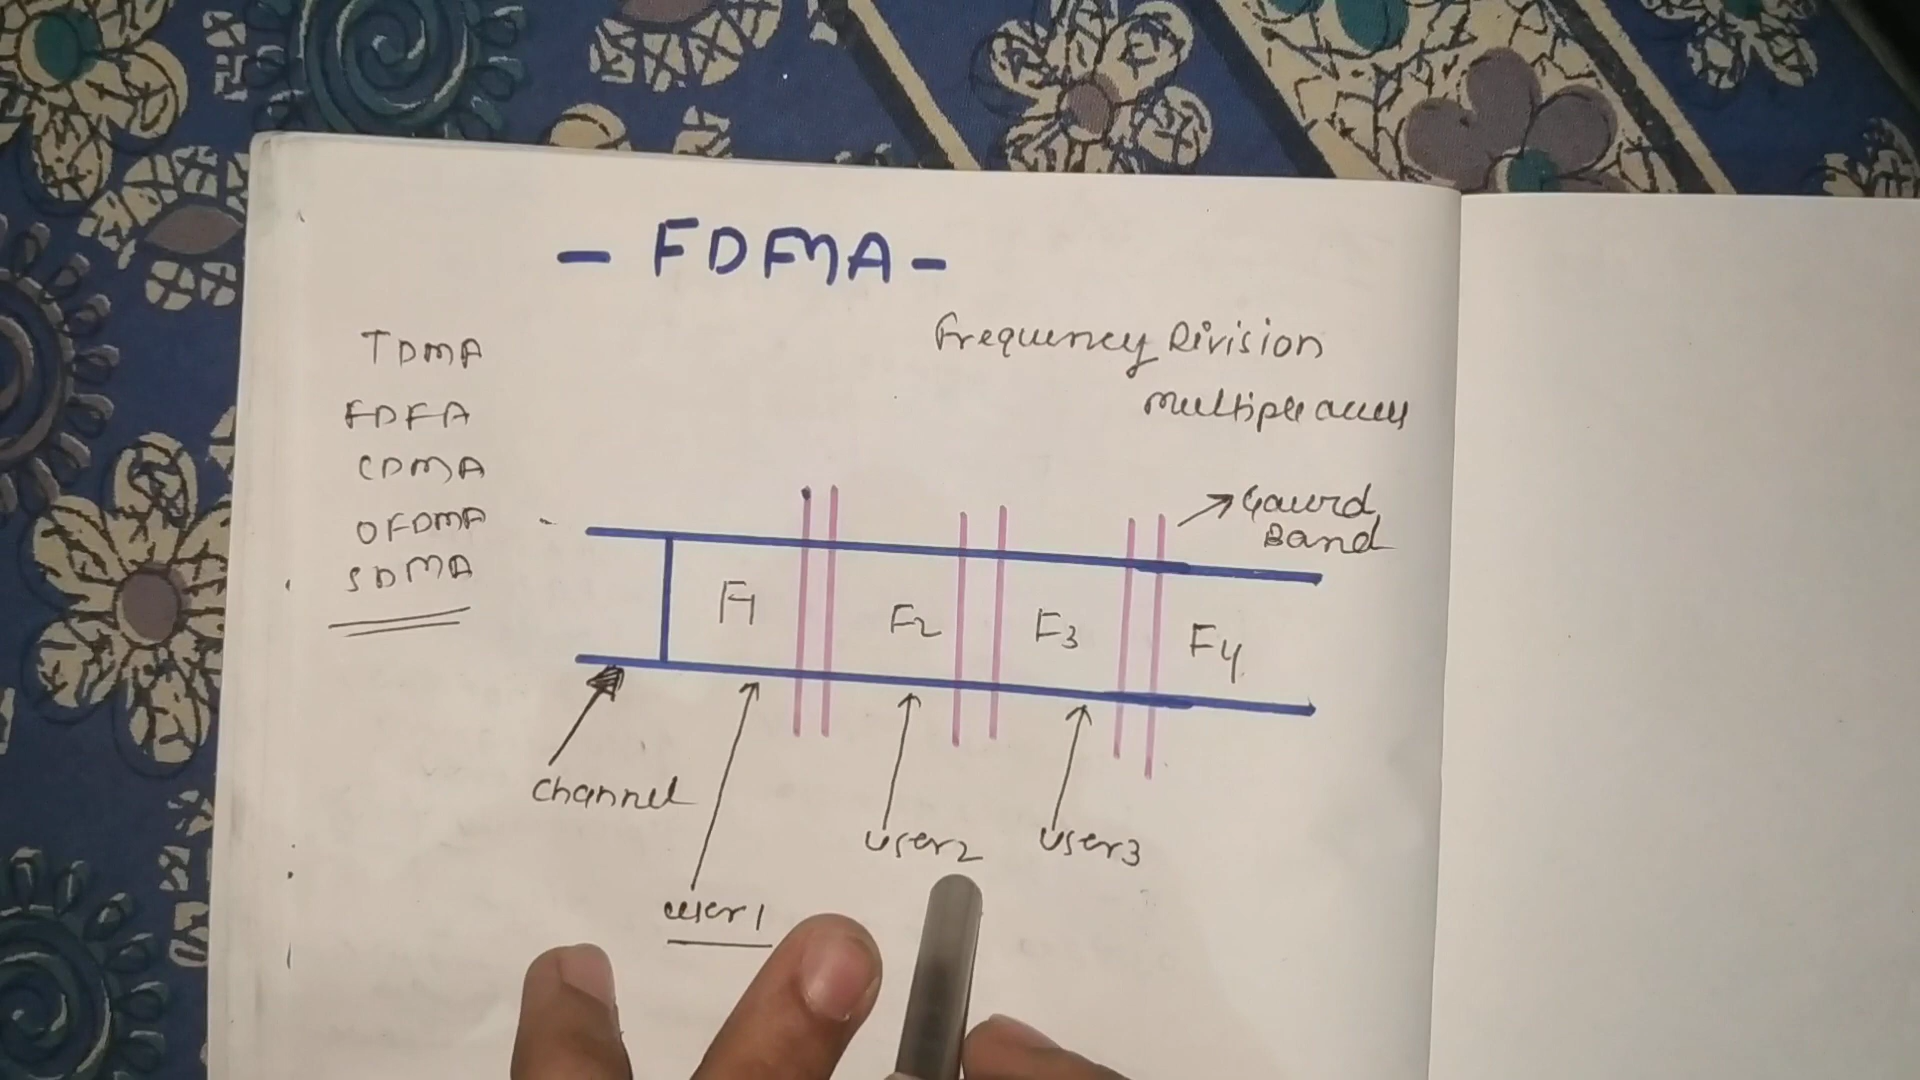 - FDFMA -
Frequency Division
multiple access
TDMA
FDFA
CDMA
OFDMA
SDMA
Gaurd
Band
F1
F2
F3
F4
channel
user1
user2
user3